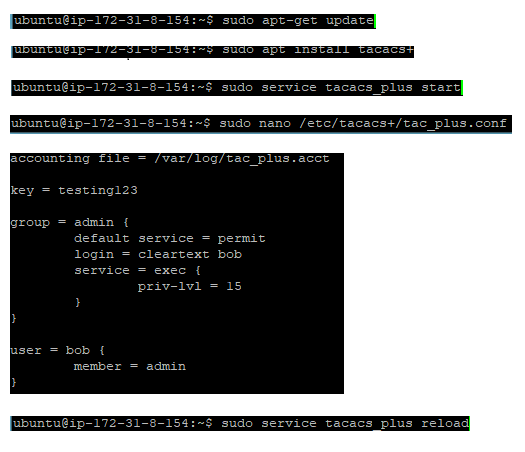 ubuntu@ip-172-31-8-154:~$ sudo apt-get update
ubuntu@ip-172-31-8-154:~$ sudo apt install tacacs+
ubuntu@ip-172-31-8-154:~$ sudo service tacacs_plus start
ubuntu@ip-172-31-8-154:~$ sudo nano /etc/tacacs+/tac_plus.conf
accounting file = /var/log/tac_plus.acct
key = testing123
group = admin {
default service = permit
login = cleartext bob
service = exec {
priv-lvl = 15
}
}
user = bob {
member = admin
}
ubuntu@ip-172-31-8-154:~$ sudo service tacacs_plus reload